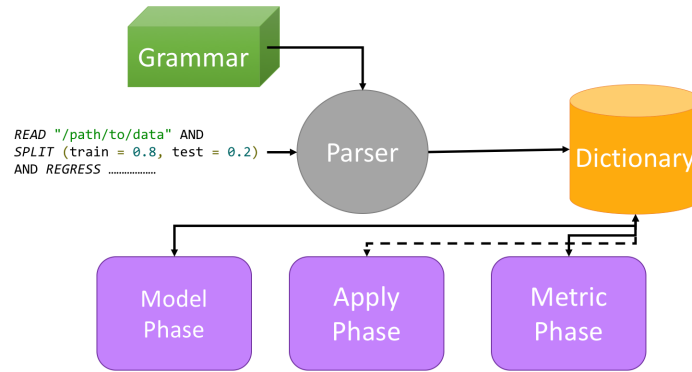 Grammar
READ "/path/to/data" AND
SPLIT (train = 0.8, test = 0.2)
AND REGRESS ………………
Parser
Dictionary
Model
Phase
Apply
Phase
Metric
Phase